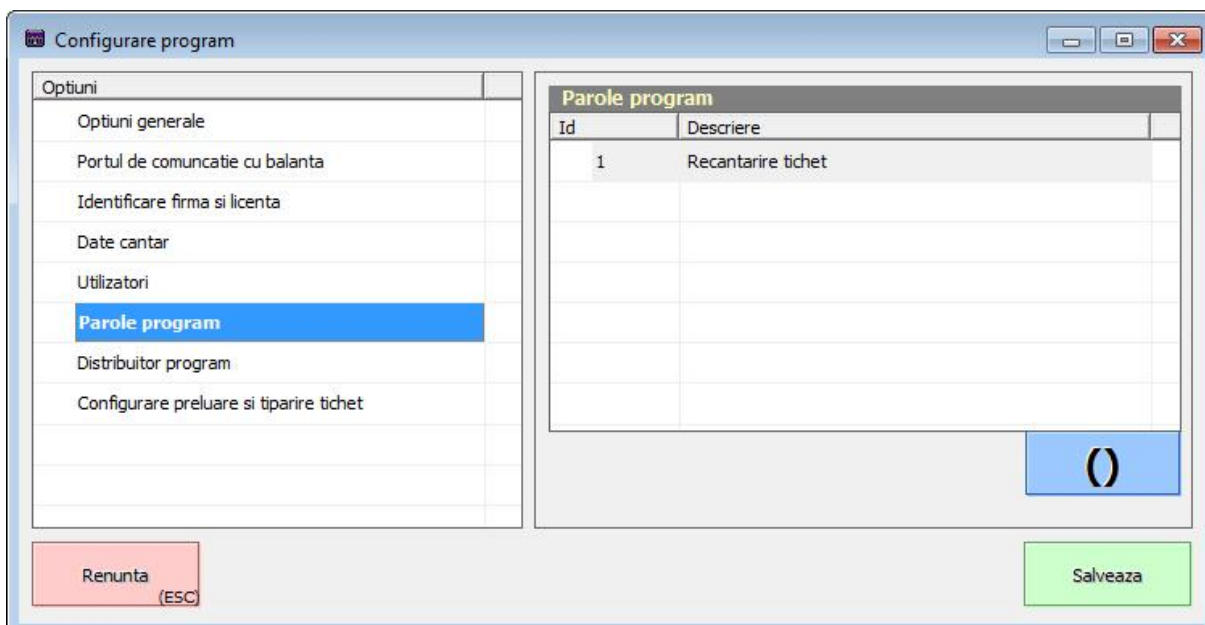 Configurare program
Optiuni
Optiuni generale
Portul de comuncatie cu balanta
Identificare firma si licenta
Date cantar
Utilizatori
Parole program
Distribuitor program
Configurare preluare si tiparire tichet
Parole program
Id Descriere
1 Recantarire tichet
()
Renunta
(ESC)
Salveaza